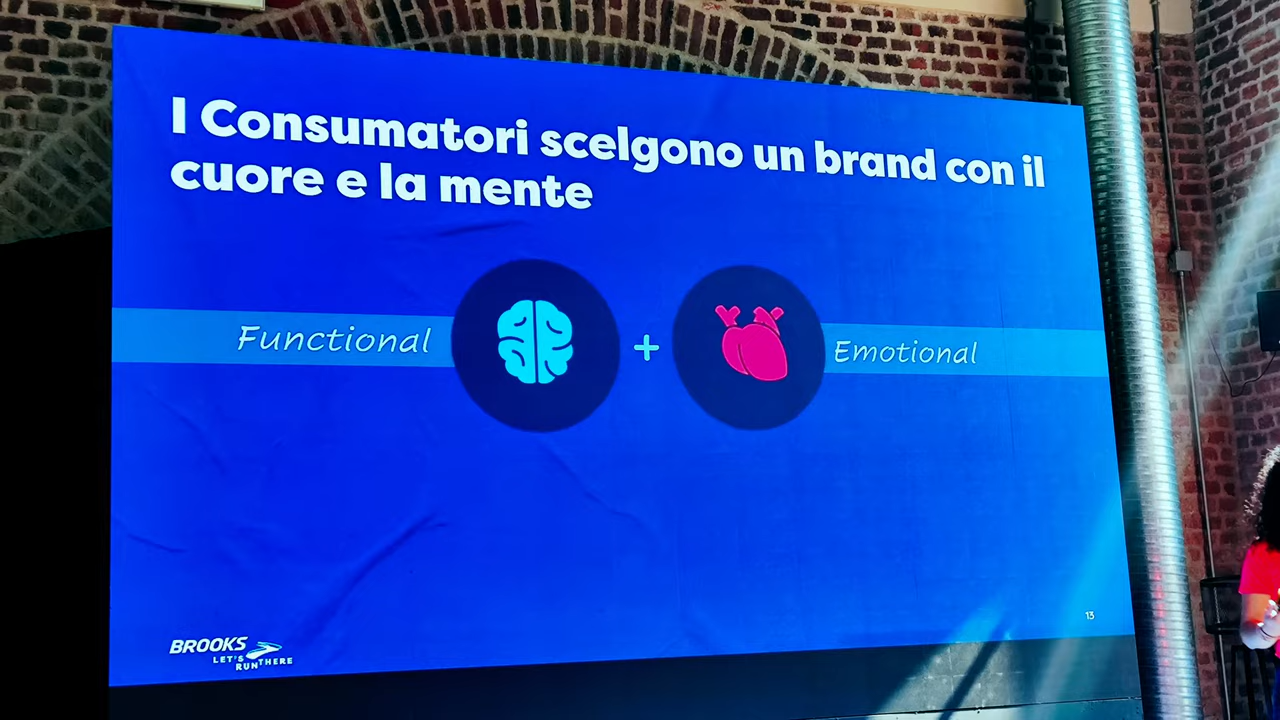 I Consumatori scelgono un brand con il
cuore e la mente
Functional
+
Emotional
13
BROOKS
LET'S
RUN THERE